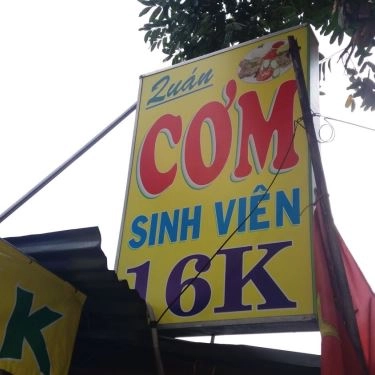 Quán
CƠM
SINH VIÊN
16K
K